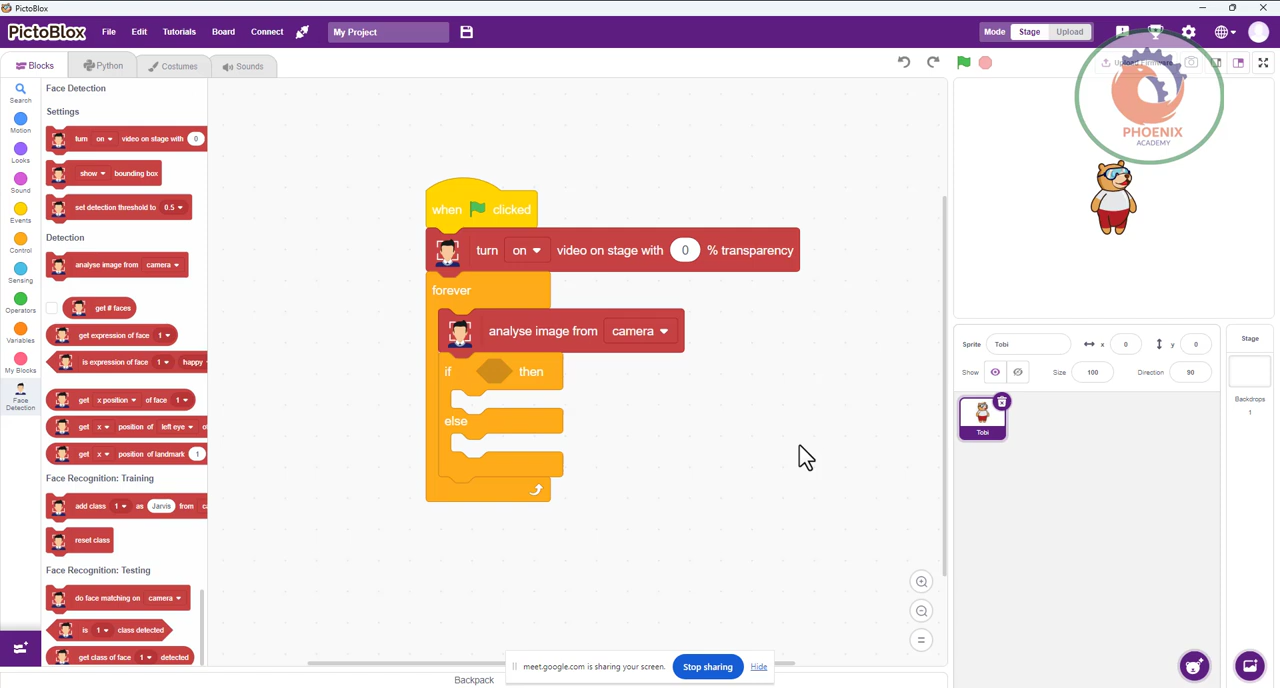 PictoBlox
PictoBlox File Edit Tutorials Board Connect My Project Mode Stage Upload
Blocks Python Costumes Sounds
Upload Firmware
PHOENIX
ACADEMY
Search
Motion
Looks
Sound
Events
Control
Sensing
Operators
Variables
My Blocks
Face
Detection
Face Detection
Settings
turn on video on stage with 0
show bounding box
set detection threshold to 0.5
Detection
analyse image from camera
get # faces
get expression of face 1
is expression of face 1 happy
get x position of face 1
get x position of left eye
get x position of landmark 1
Face Recognition: Training
add class 1 as Jarvis from
reset class
Face Recognition: Testing
do face matching on camera
is 1 class detected
get class of face 1 detected
when clicked
turn on video on stage with 0 % transparency
forever
analyse image from camera
if then
else
Sprite Tobi x 0 y 0
Show Size 100 Direction 90
Tobi
Stage
Backdrops
1
meet.google.com is sharing your screen. Stop sharing Hide
Backpack